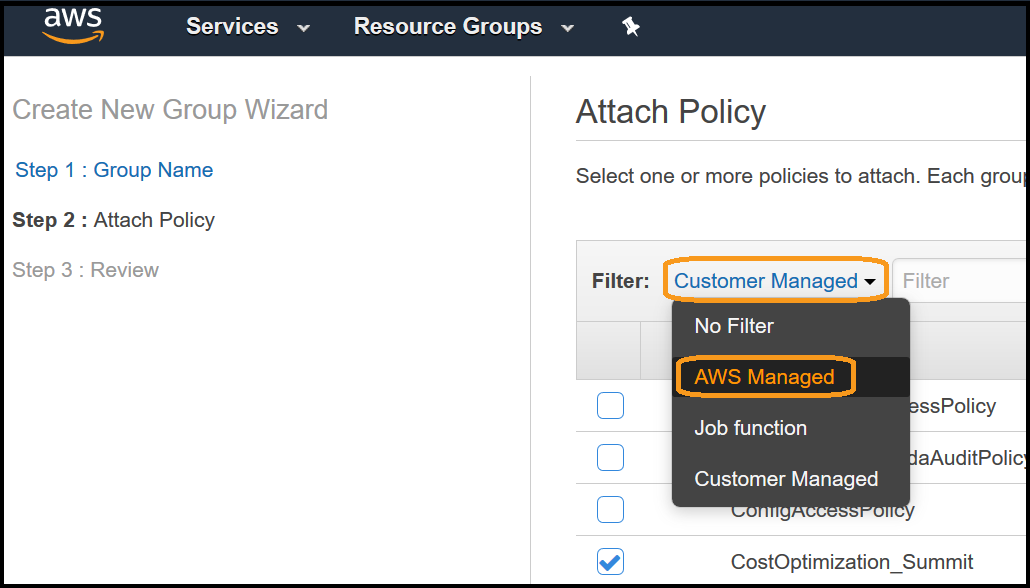 aws Services Resource Groups
Create New Group Wizard
Step 1 : Group Name
Step 2 : Attach Policy
Step 3 : Review
Attach Policy
Select one or more policies to attach. Each group
Filter: Customer Managed Filter
No Filter
AWS Managed
Job function
Customer Managed
essPolicy
daAuditPolicy
ConfigAccessPolicy
CostOptimization_Summit